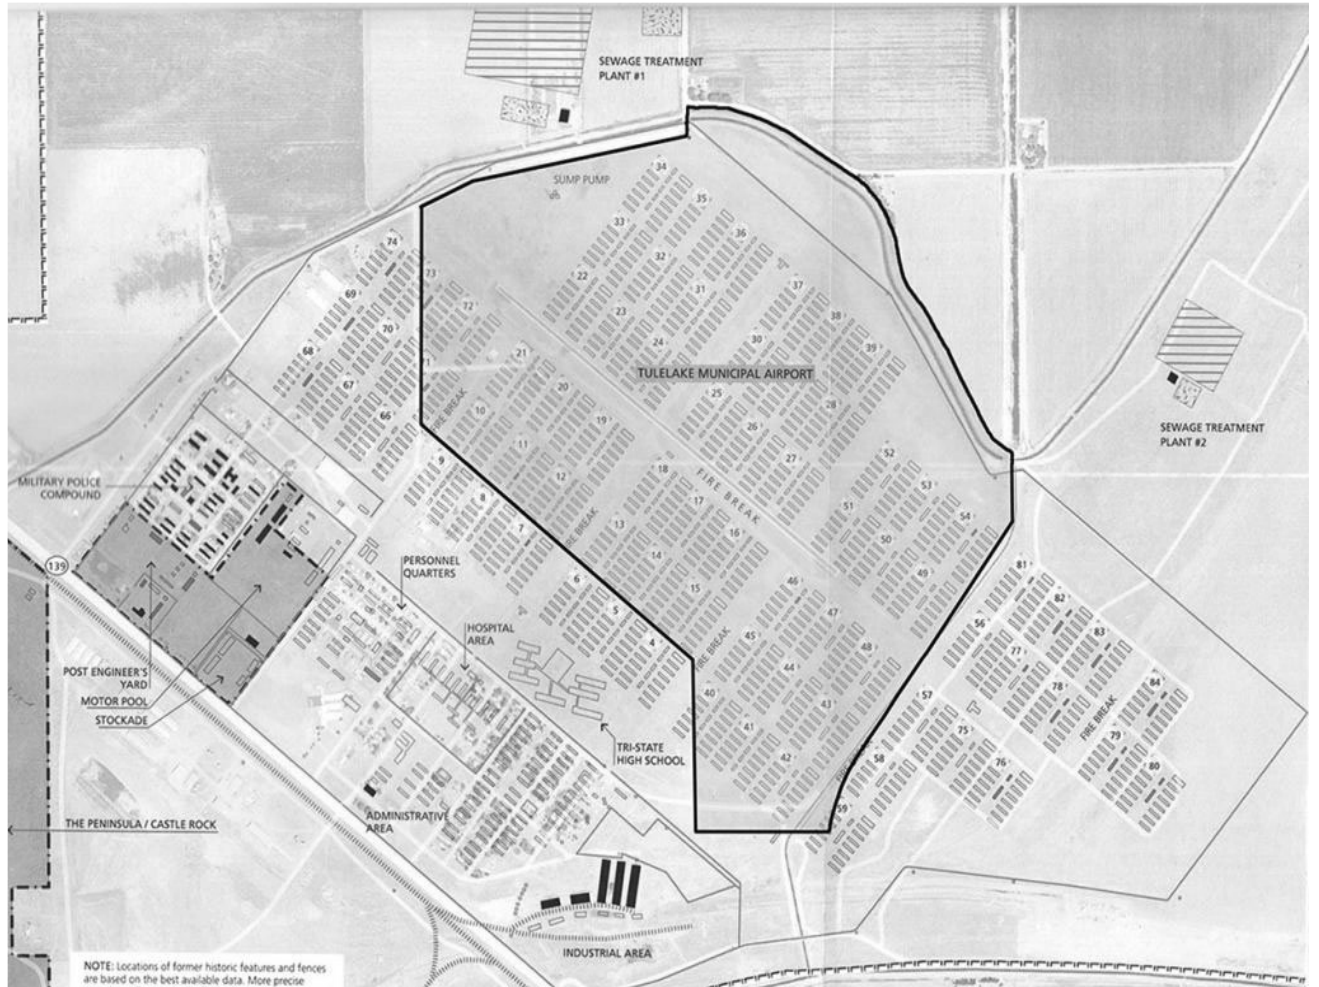 SEWAGE TREATMENT
PLANT #1
SUMP PUMP
34
35
33
36
74
32
73
22
37
69
72
31
23
38
70
30
39
24
68
21
TULELAKE MUNICIPAL AIRPORT
71
67
20
25
28
FIRE BREAK
10
66
19
26
SEWAGE TREATMENT
PLANT #2
11
27
52
9
12
18
FIRE BREAK
53
MILITARY POLICE
COMPOUND
8
17
51
54
7
FIRE BREAK
13
16
50
139
PERSONNEL
QUARTERS
14
49
81
6
15
46
82
5
47
56
HOSPITAL
AREA
45
83
4
FIRE BREAK
48
77
POST ENGINEER'S
YARD
44
84
78
MOTOR POOL
40
43
57
FIRE BREAK
STOCKADE
41
75
79
TRI-STATE
HIGH SCHOOL
42
58
76
80
FIRE BREAK
59
ADMINISTRATIVE
AREA
THE PENINSULA / CASTLE ROCK
INDUSTRIAL AREA
NOTE: Locations of former historic features and fences
are based on the best available data. More precise